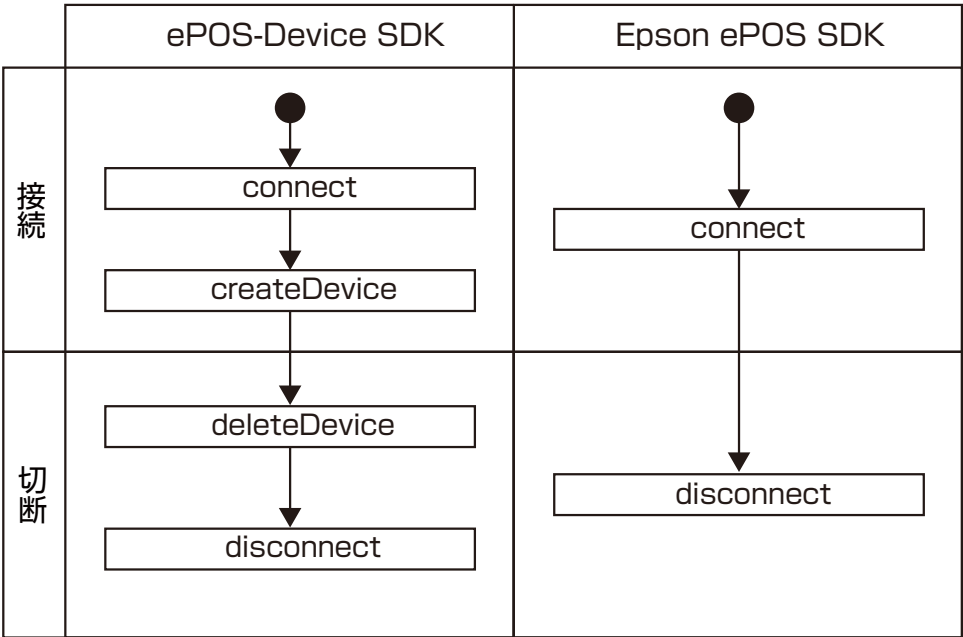 ePOS-Device SDK
Epson ePOS SDK
接続
connect
createDevice
connect
切断
deleteDevice
disconnect
disconnect